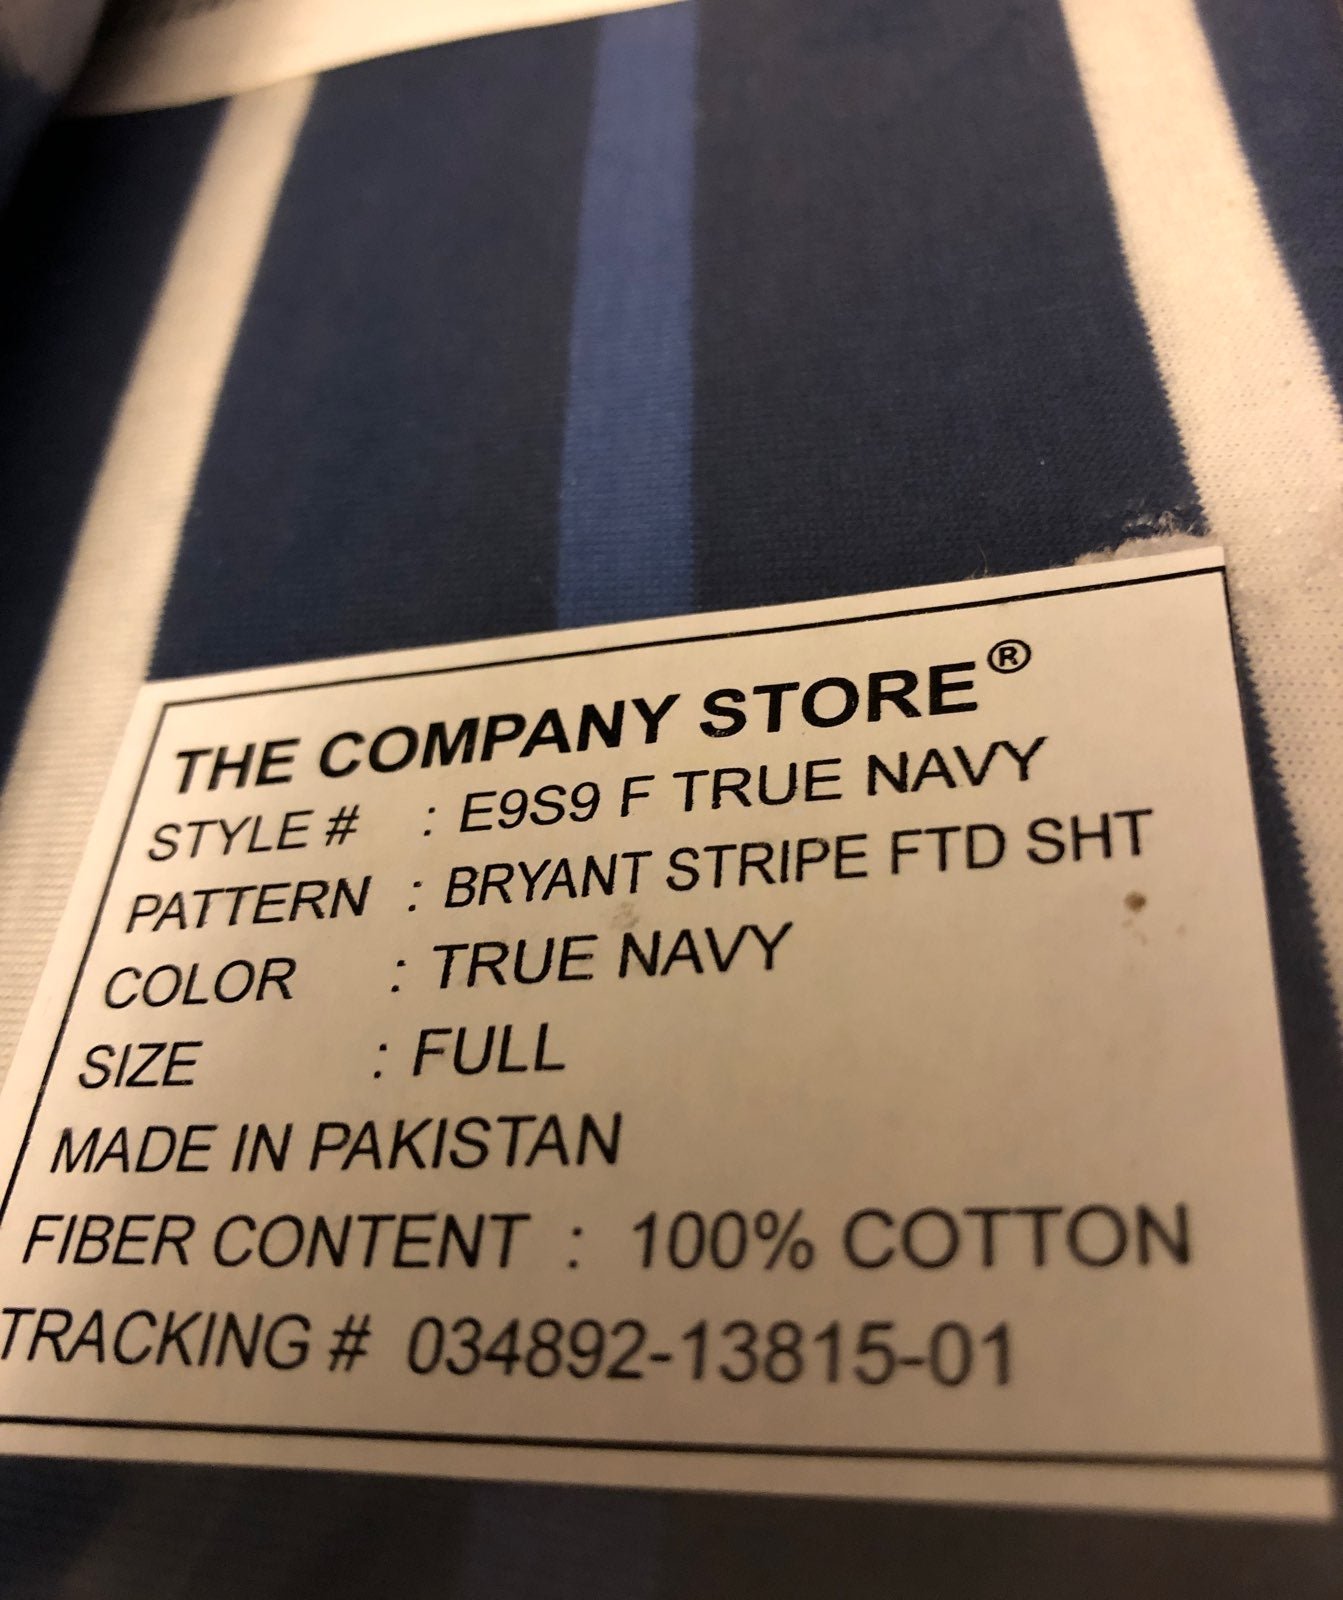 THE COMPANY STORE®
STYLE # : E9S9 F TRUE NAVY
PATTERN : BRYANT STRIPE FTD SHT
COLOR : TRUE NAVY
SIZE : FULL
MADE IN PAKISTAN
FIBER CONTENT : 100% COTTON
TRACKING # 034892-13815-01